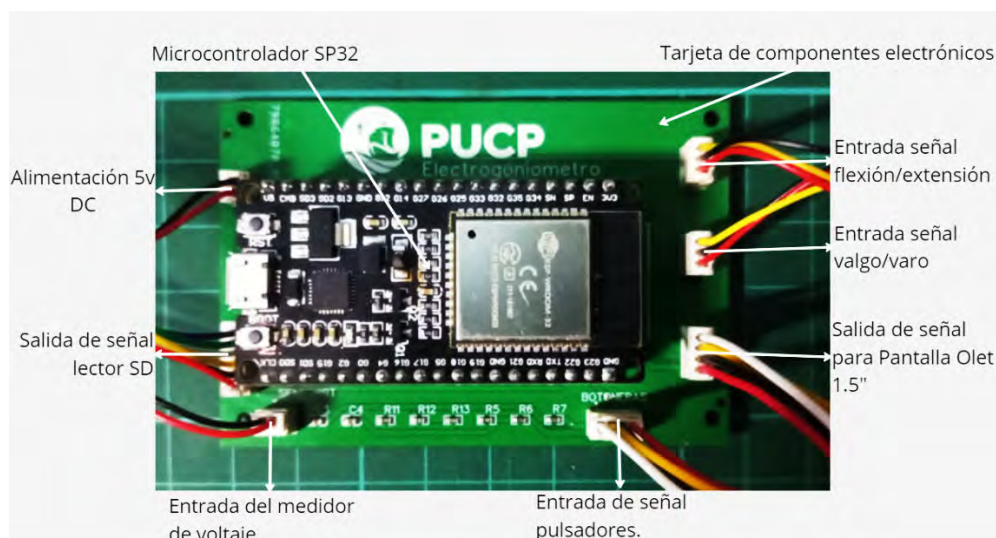 Microcontrolador SP32
Tarjeta de componentes electrónicos
PUCP
Electrogoniometro
Alimentación 5v
DC
Entrada señal
flexión/extensión
Entrada señal
valgo/varo
RST
BOOT
Salida de señal
lector SD
Salida de señal
para Pantalla Olet
1.5"
C4 R11 R12 R13 R5 R6 R7
Entrada del medidor
de voltaje
Entrada de señal
pulsadores.